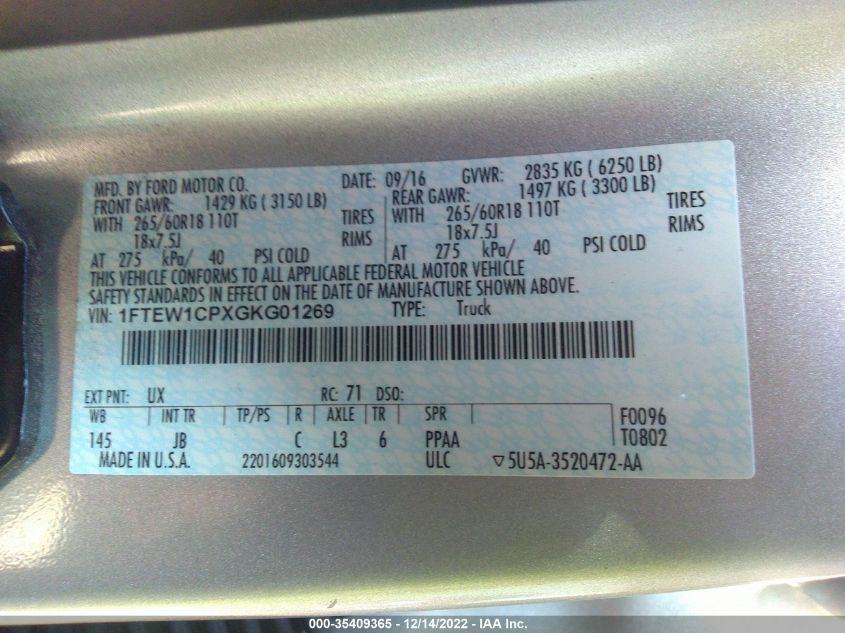 MFD. BY FORD MOTOR CO. DATE: 09/16 GVWR: 2835 KG ( 6250 LB)
FRONT GAWR: 1429 KG ( 3150 LB) REAR GAWR: 1497 KG ( 3300 LB)
WITH 265/60R18 110T TIRES WITH 265/60R18 110T TIRES
18x7.5J RIMS 18x7.5J RIMS
AT 275 kPa/ 40 PSI COLD AT 275 kPa/ 40 PSI COLD
THIS VEHICLE CONFORMS TO ALL APPLICABLE FEDERAL MOTOR VEHICLE
SAFETY STANDARDS IN EFFECT ON THE DATE OF MANUFACTURE SHOWN ABOVE.
VIN: 1FTEW1CPXGKG01269 TYPE: Truck
EXT PNT: UX RC: 71 DSO:
WB INT TR TP/PS R AXLE TR SPR F0096
145 JB C L3 6 PPAA T0802
MADE IN U.S.A. 2201609303544 ULC ▽5U5A-3520472-AA
000-35409365 - 12/14/2022 - IAA Inc.